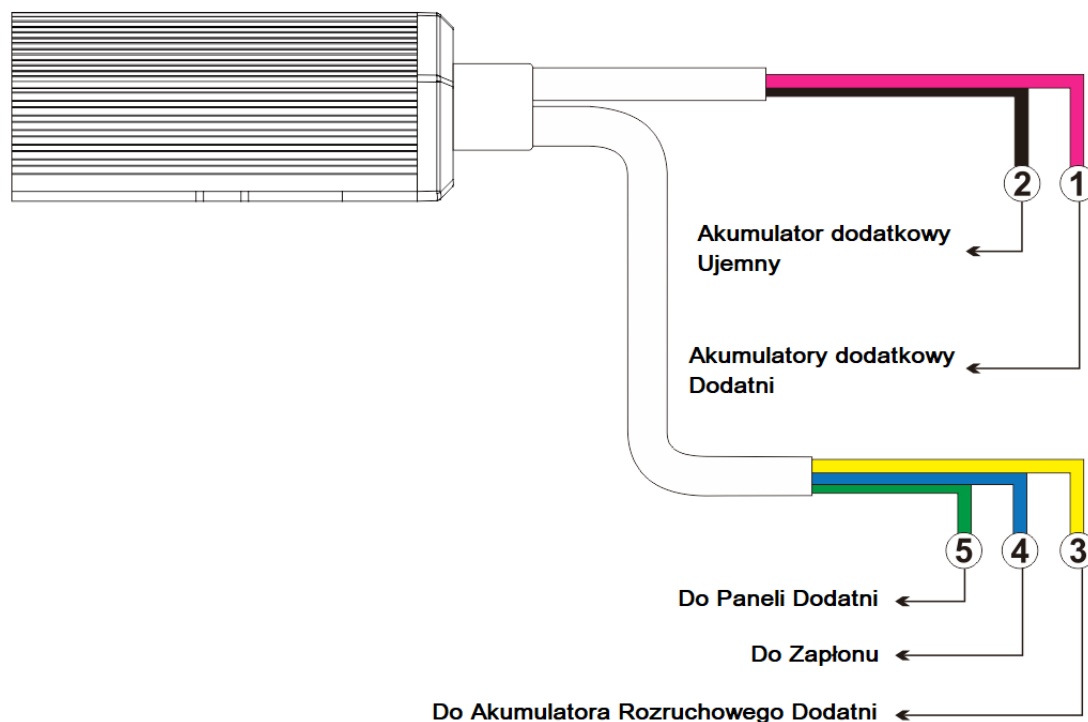 2
1
Akumulator dodatkowy
Ujemny
Akumulatory dodatkowy
Dodatni
5
4
3
Do Paneli Dodatni
Do Zapłonu
Do Akumulatora Rozruchowego Dodatni